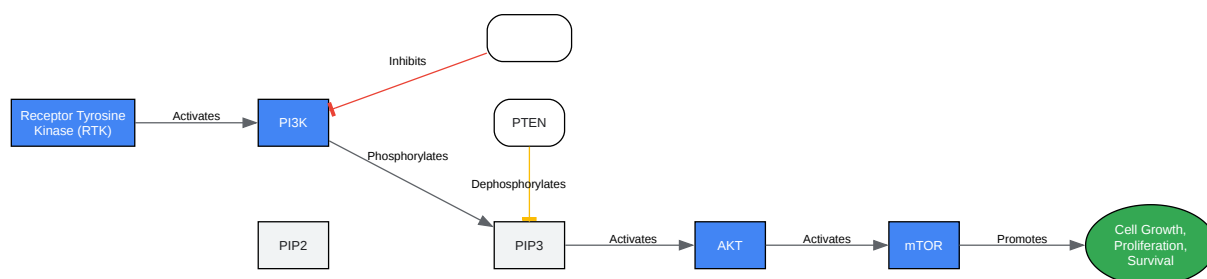 Inhibits
Receptor Tyrosine
Kinase (RTK)
Activates
PI3K
PTEN
Phosphorylates
Dephosphorylates
PIP2
PIP3
Activates
AKT
Activates
mTOR
Promotes
Cell Growth,
Proliferation,
Survival